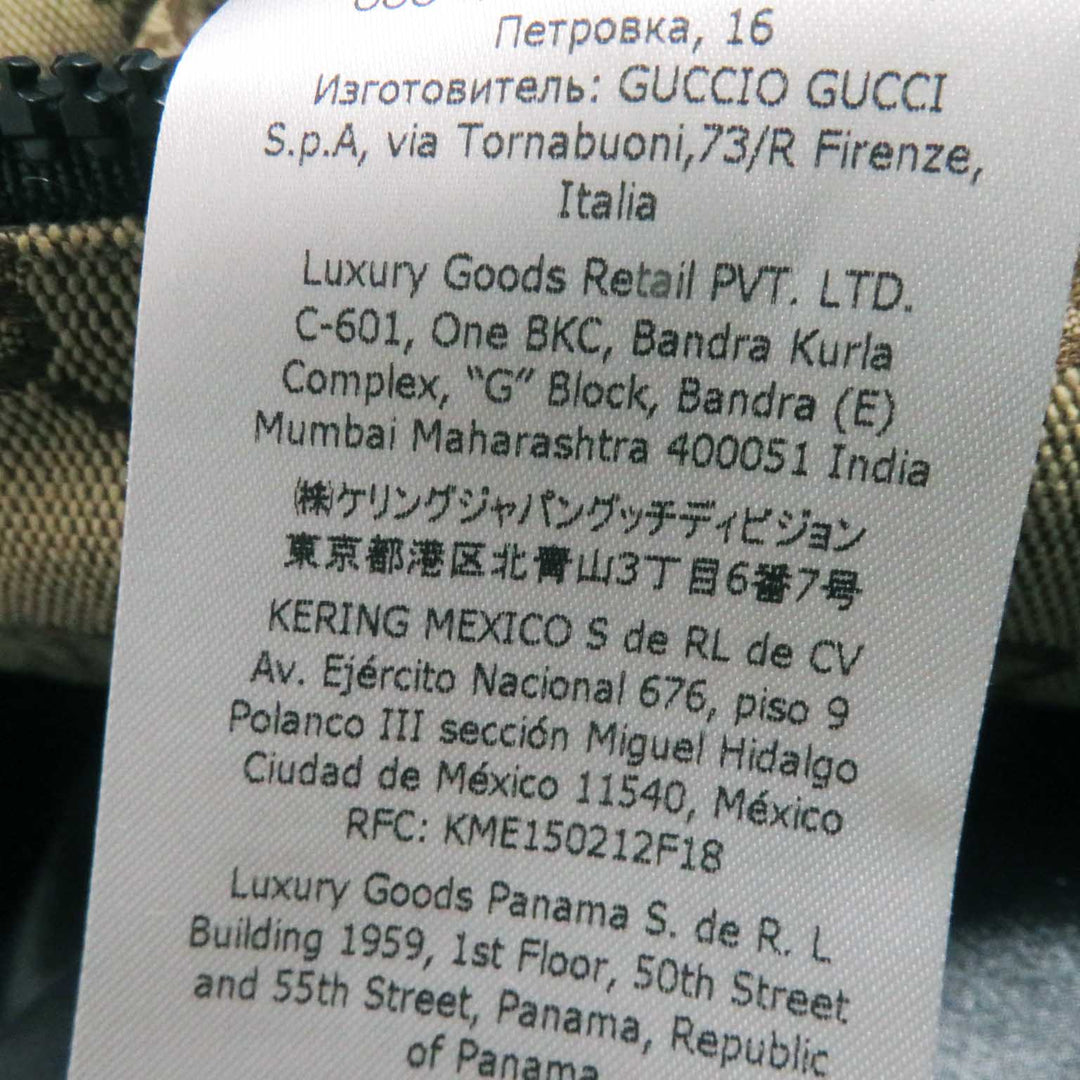 Петровка, 16
Изготовитель: GUCCIO GUCCI
S.p.A, via Tornabuoni,73/R Firenze,
Italia
Luxury Goods Retail PVT. LTD.
C-601, One BKC, Bandra Kurla
Complex, “G” Block, Bandra (E)
Mumbai Maharashtra 400051 India
㈱ケリングジャパングッチディビジョン
東京都港区北青山3丁目6番7号
KERING MEXICO S de RL de CV
Av. Ejército Nacional 676, piso 9
Polanco III sección Miguel Hidalgo
Ciudad de México 11540, México
RFC: KME150212F18
Luxury Goods Panama S. de R. L
Building 1959, 1st Floor, 50th Street
and 55th Street, Panama, Republic
of Panama